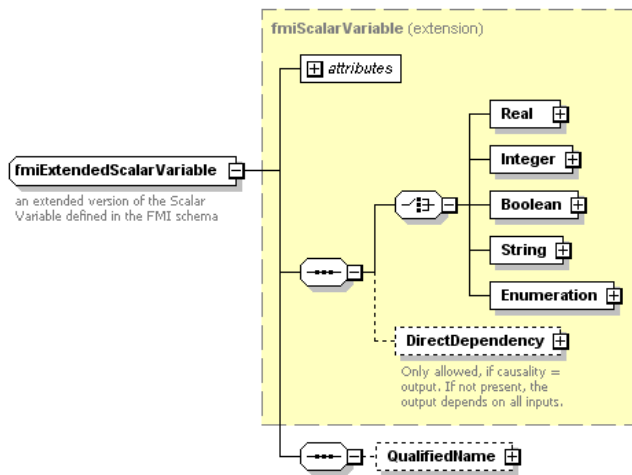 fmiScalarVariable (extension)
attributes
Real
Integer
fmiExtendedScalarVariable
an extended version of the Scalar
Variable defined in the FMI schema
Boolean
String
Enumeration
DirectDependency
Only allowed, if causality =
output. If not present, the
output depends on all inputs.
QualifiedName